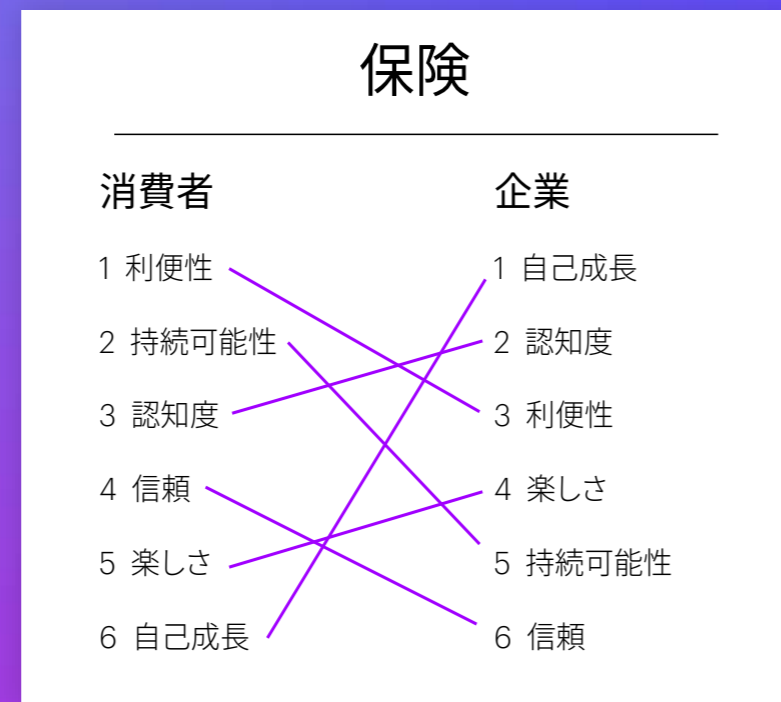 保険
消費者
1 利便性
2 持続可能性
3 認知度
4 信頼
5 楽しさ
6 自己成長
企業
1 自己成長
2 認知度
3 利便性
4 楽しさ
5 持続可能性
6 信頼